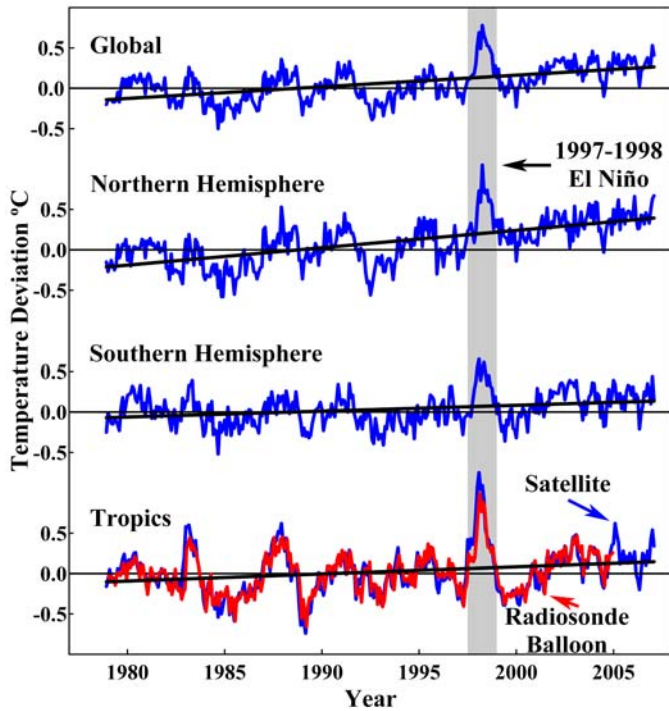 Global
0.5
0.0
-0.5
1997-1998
El Niño
Northern Hemisphere
0.5
0.0
-0.5
Southern Hemisphere
0.5
0.0
-0.5
Tropics
Satellite
0.5
0.0
-0.5
Radiosonde
Balloon
Temperature Deviation ºC
1980 1985 1990 1995 2000 2005
Year